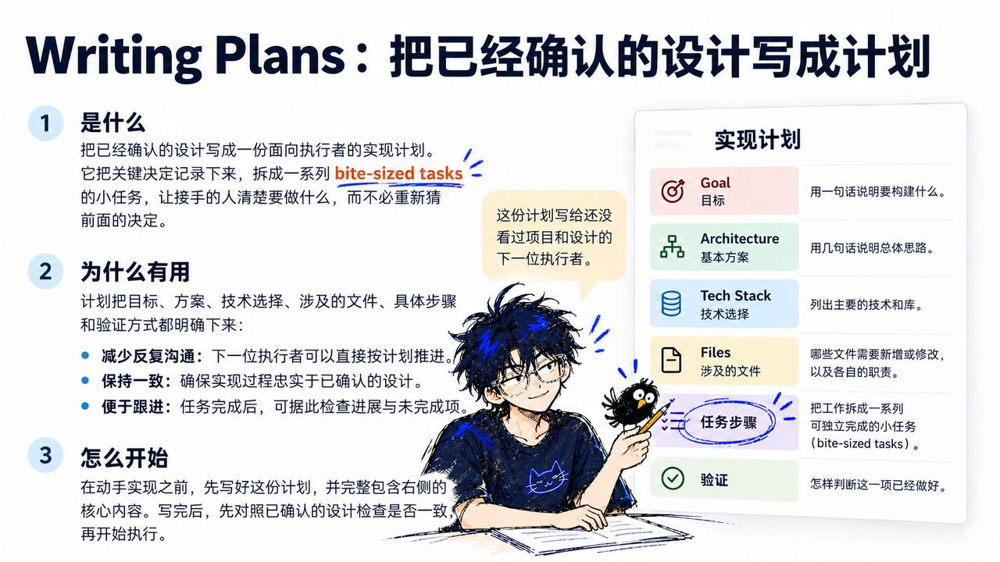 Writing Plans：把已经确认的设计写成计划
1
是什么
把已经确认的设计写成一份面向执行者的实现计划。
它把关键决定记录下来，拆成一系列 bite-sized tasks
的小任务，让接手的人清楚要做什么，而不必重新猜
前面的决定。
2
为什么有用
计划把目标、方案、技术选择、涉及的文件、具体步骤
和验证方式都明确下来：
• 减少反复沟通：下一位执行者可以直接按计划推进。
• 保持一致：确保实现过程忠实于已确认的设计。
• 便于跟进：任务完成后，可据此检查进展与未完成项。
3
怎么开始
在动手实现之前，先写好这份计划，并完整包含右侧的
核心内容。写完后，先对照已确认的设计检查是否一致，
再开始执行。
这份计划写给还没
看过项目和设计的
下一位执行者。
实现计划
Goal
目标
用一句话说明要构建什么。
Architecture
基本方案
用几句话说明总体思路。
Tech Stack
技术选择
列出主要的技术和库。
Files
涉及的文件
哪些文件需要新增或修改，
以及各自的职责。
任务步骤
把工作拆成一系列
可独立完成的小任务
（bite-sized tasks）。
验证
怎样判断这一项已经做好。